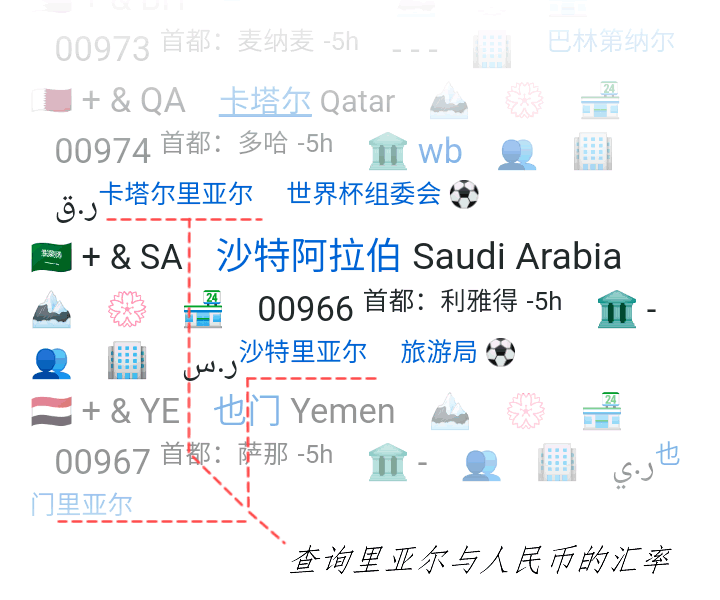 00973 首都：麦纳麦 -5h - - - 巴林第纳尔
+ & QA 卡塔尔 Qatar 24
00974 首都：多哈 -5h wb
ر.ق 卡塔尔里亚尔 世界杯组委会
+ & SA 沙特阿拉伯 Saudi Arabia
24 00966 首都：利雅得 -5h -
ر.س 沙特里亚尔 旅游局
+ & YE 也门 Yemen 24
00967 首都：萨那 -5h - ر.ي 也
门里亚尔
查询里亚尔与人民币的汇率